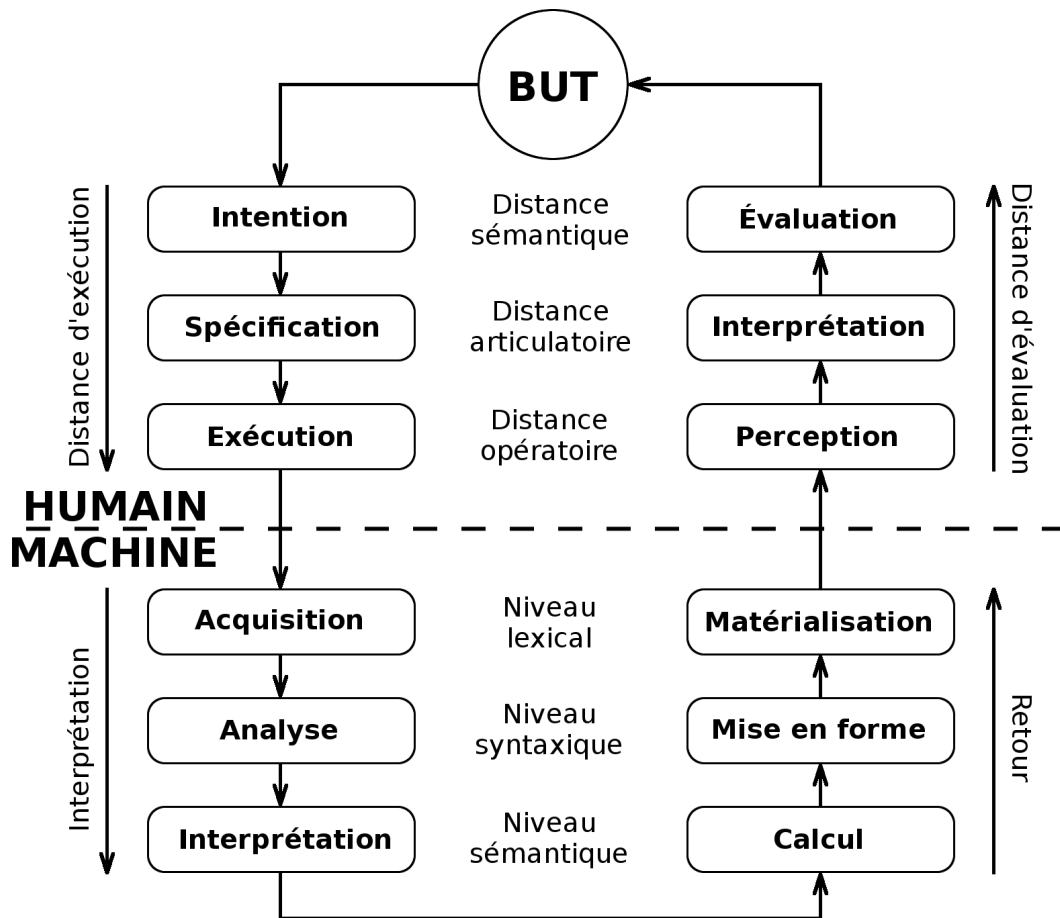 BUT
Distance d'exécution
Intention
Distance
sémantique
Évaluation
Distance d'évaluation
Spécification
Distance
articulatoire
Interprétation
Exécution
Distance
opératoire
Perception
HUMAIN
MACHINE
Interprétation
Acquisition
Niveau
lexical
Matérialisation
Retour
Analyse
Niveau
syntaxique
Mise en forme
Interprétation
Niveau
sémantique
Calcul